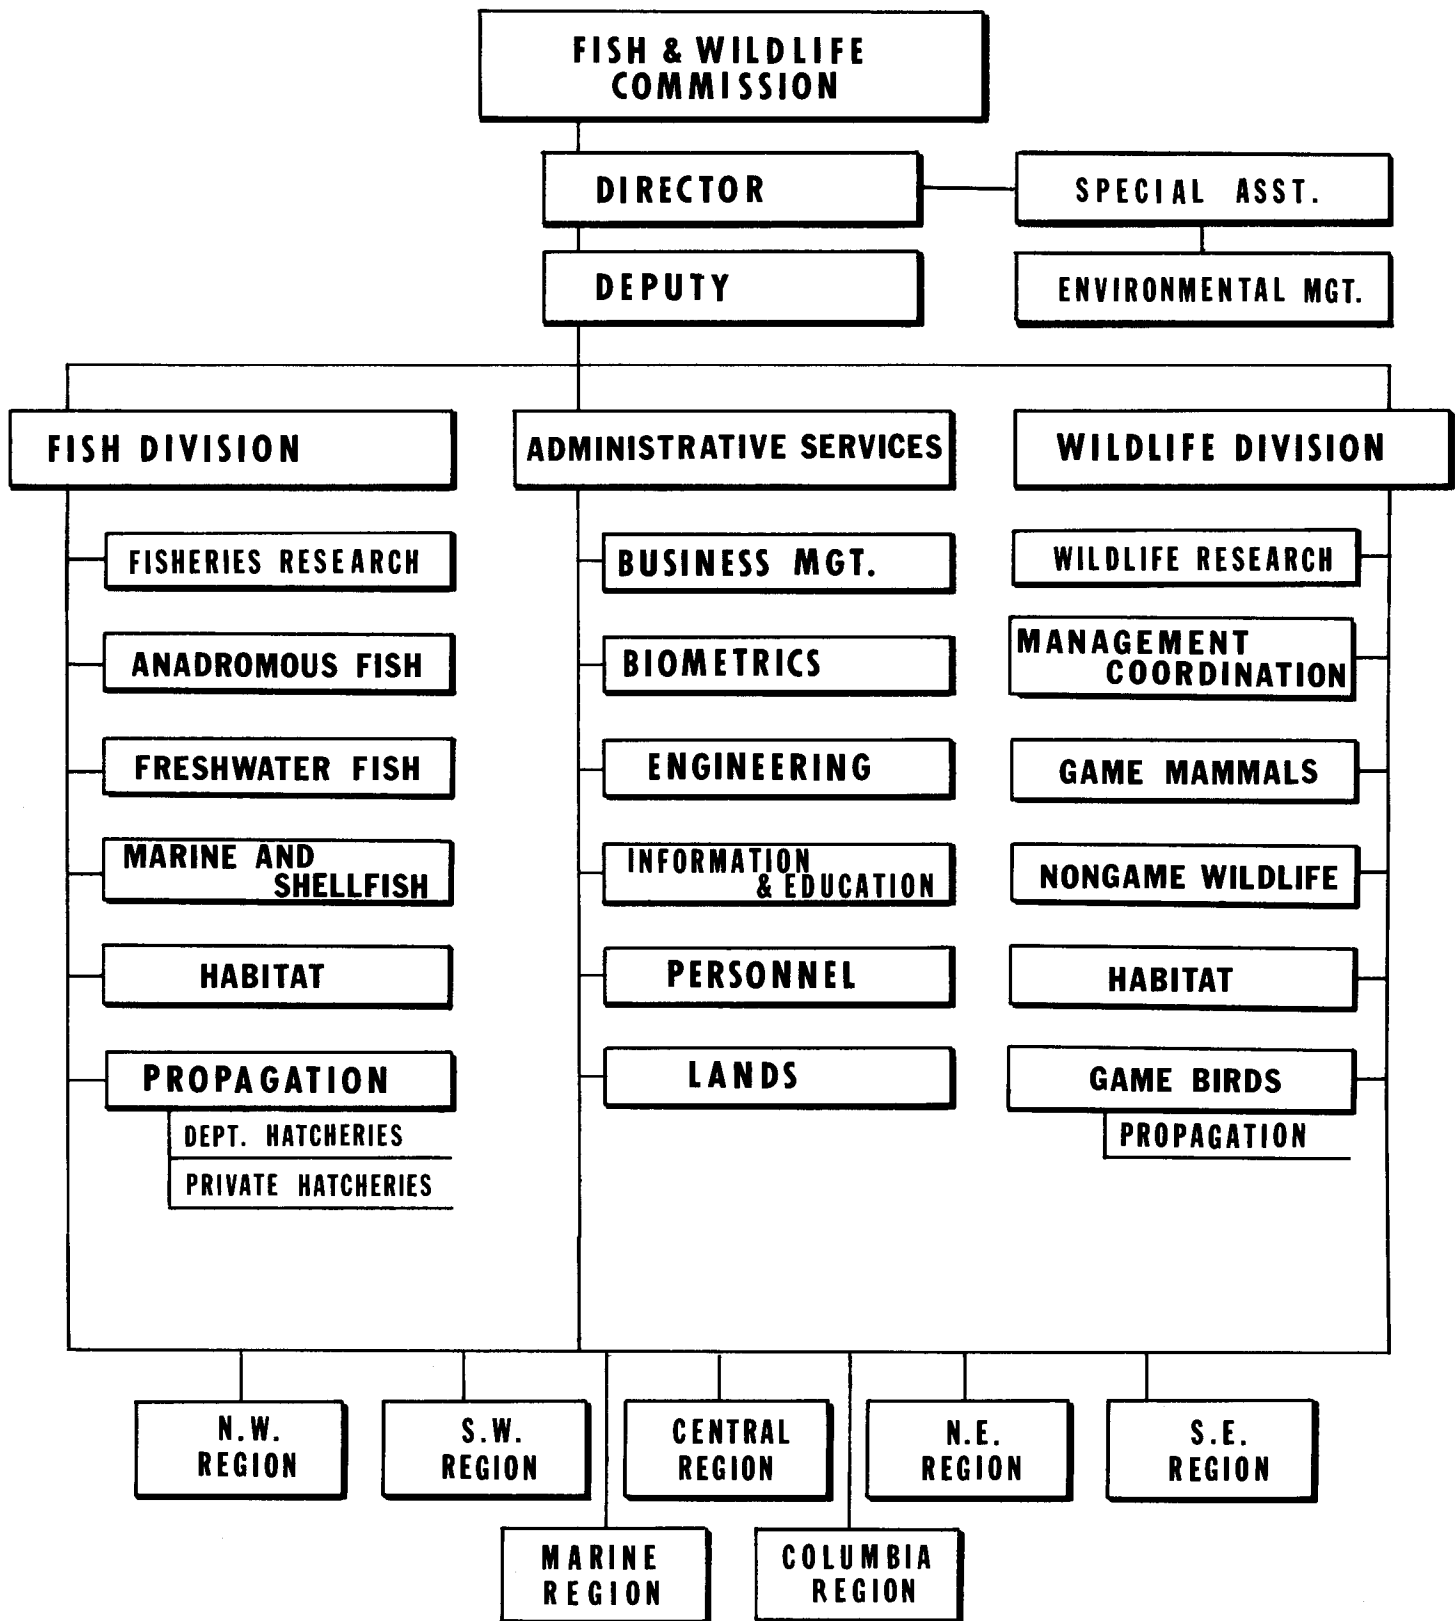 FISH & WILDLIFE
COMMISSION
DIRECTOR
SPECIAL ASST.
DEPUTY
ENVIRONMENTAL MGT.
FISH DIVISION
FISHERIES RESEARCH
ANADROMOUS FISH
FRESHWATER FISH
MARINE AND
SHELLFISH
HABITAT
PROPAGATION
DEPT. HATCHERIES
PRIVATE HATCHERIES
ADMINISTRATIVE SERVICES
BUSINESS MGT.
BIOMETRICS
ENGINEERING
INFORMATION
& EDUCATION
PERSONNEL
LANDS
WILDLIFE DIVISION
WILDLIFE RESEARCH
MANAGEMENT
COORDINATION
GAME MAMMALS
NONGAME WILDLIFE
HABITAT
GAME BIRDS
PROPAGATION
N.W.
REGION
S.W.
REGION
CENTRAL
REGION
N.E.
REGION
S.E.
REGION
MARINE
REGION
COLUMBIA
REGION